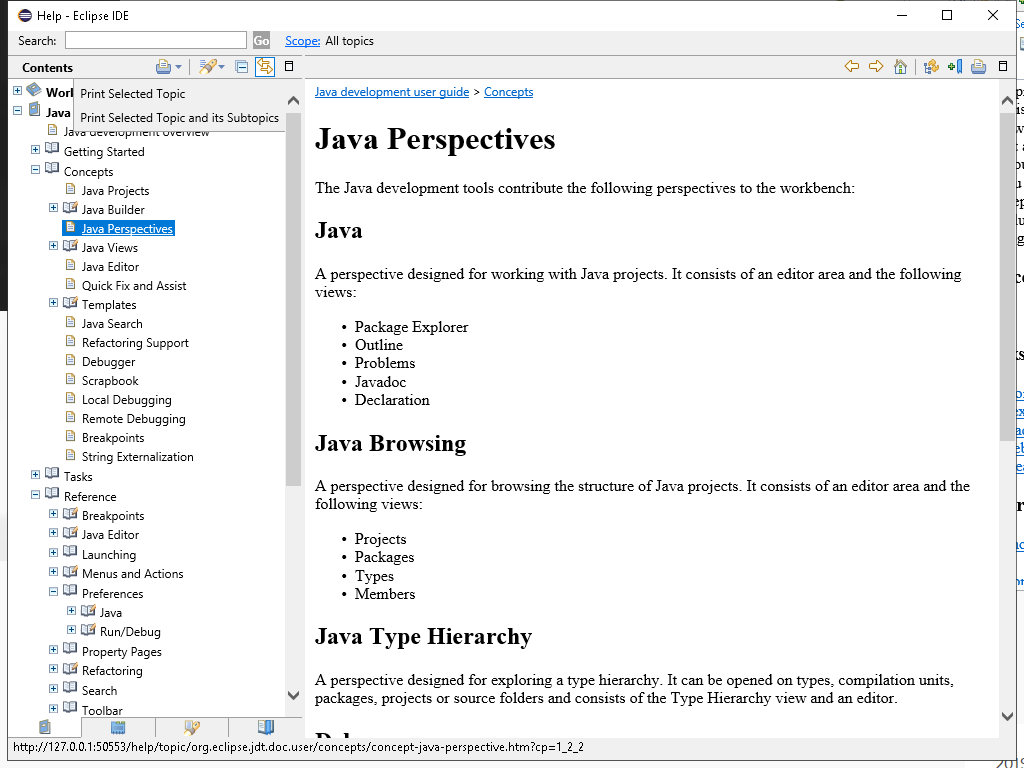 Help - Eclipse IDE
Search:
Go
Scope: All topics
Contents
Print Selected Topic
Print Selected Topic and its Subtopics
Java
Java development overview
Getting Started
Concepts
Java Projects
Java Builder
Java Perspectives
Java Views
Java Editor
Quick Fix and Assist
Templates
Java Search
Refactoring Support
Debugger
Scrapbook
Local Debugging
Remote Debugging
Breakpoints
String Externalization
Tasks
Reference
Breakpoints
Java Editor
Launching
Menus and Actions
Preferences
Java
Run/Debug
Property Pages
Refactoring
Search
Toolbar
Java development user guide > Concepts
Java Perspectives
The Java development tools contribute the following perspectives to the workbench:
Java
A perspective designed for working with Java projects. It consists of an editor area and the following
views:
• Package Explorer
• Outline
• Problems
• Javadoc
• Declaration
Java Browsing
A perspective designed for browsing the structure of Java projects. It consists of an editor area and the
following views:
• Projects
• Packages
• Types
• Members
Java Type Hierarchy
A perspective designed for exploring a type hierarchy. It can be opened on types, compilation units,
packages, projects or source folders and consists of the Type Hierarchy view and an editor.
http://127.0.0.1:50553/help/topic/org.eclipse.jdt.doc.user/concepts/concept-java-perspective.htm?cp=1_2_2